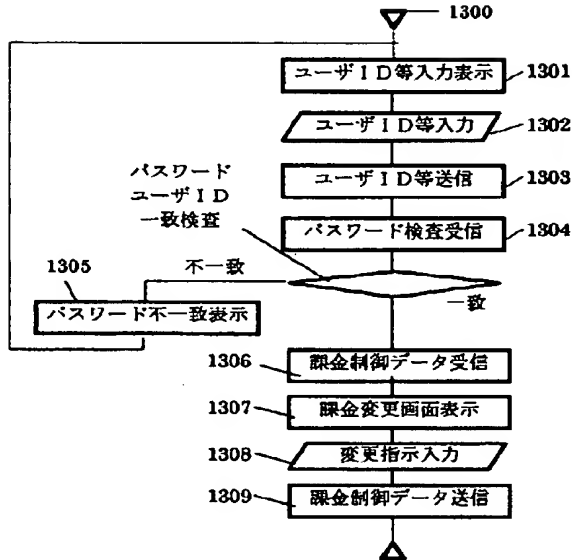 1300
ユーザID等入力表示 1301
ユーザID等入力 1302
パスワード
ユーザID
一致検査
ユーザID等送信 1303
パスワード検査受信 1304
1305
不一致
一致
パスワード不一致表示
1306 課金制御データ受信
1307 課金変更画面表示
1308 変更指示入力
1309 課金制御データ送信